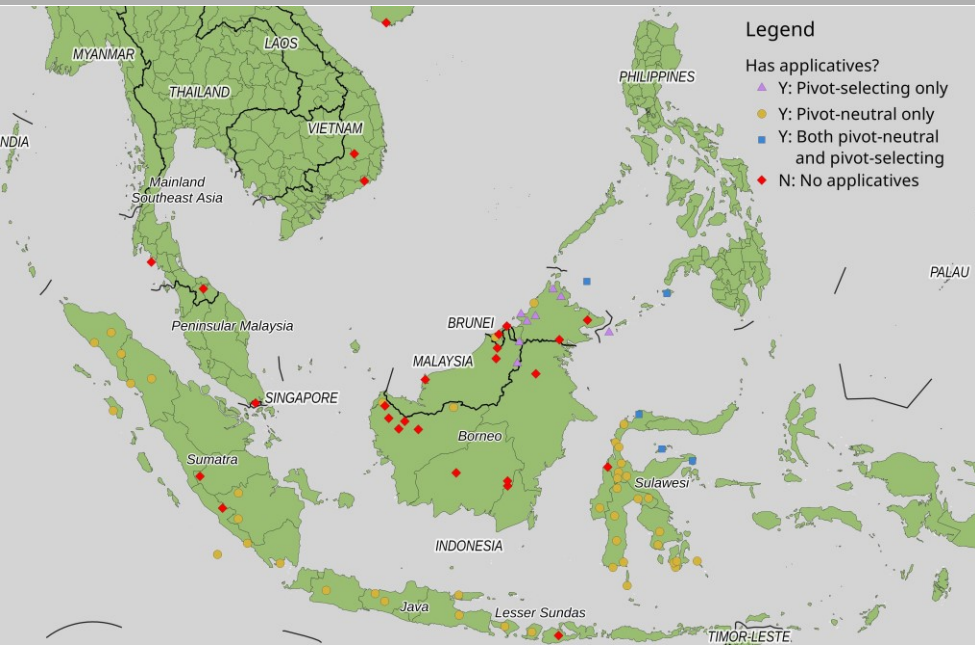 Legend
Has applicatives?
Y: Pivot-selecting only
Y: Pivot-neutral only
Y: Both pivot-neutral
and pivot-selecting
N: No applicatives
LAOS
MYANMAR
PHILIPPINES
THAILAND
VIETNAM
NDIA
Mainland
Southeast Asia
PALAU
BRUNEI
Peninsular Malaysia
MALAYSIA
SINGAPORE
Borneo
Sumatra
Sulawesi
INDONESIA
Java
Lesser Sundas
TIMOR-LESTE